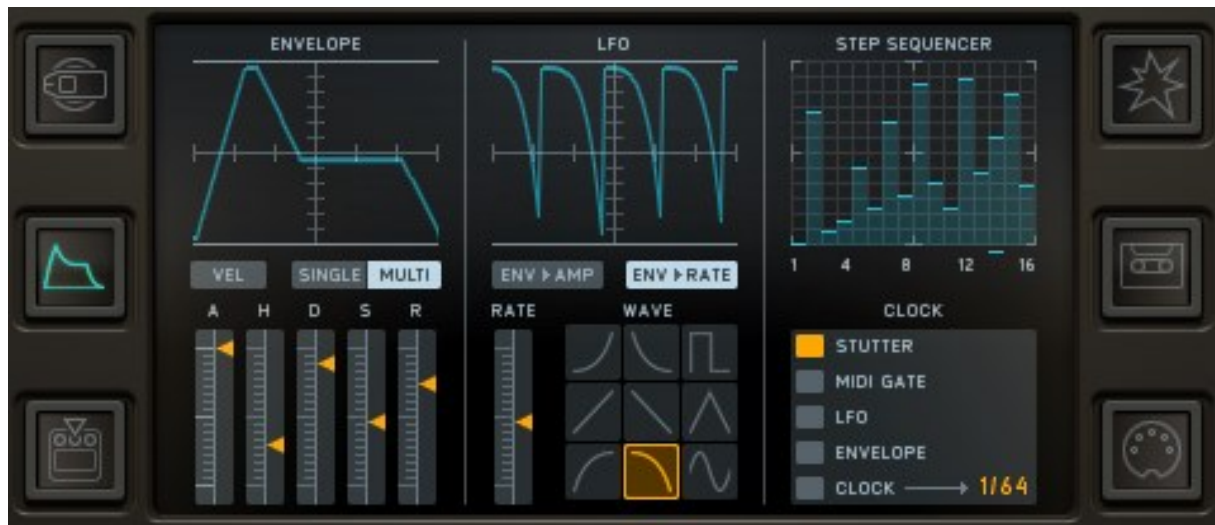 ENVELOPE
LFO
STEP SEQUENCER
1 4 8 12 16
VEL
SINGLE MULTI
ENV ▸ AMP
ENV ▸ RATE
A H D S R
RATE
WAVE
CLOCK
STUTTER
MIDI GATE
LFO
ENVELOPE
CLOCK → 1/64